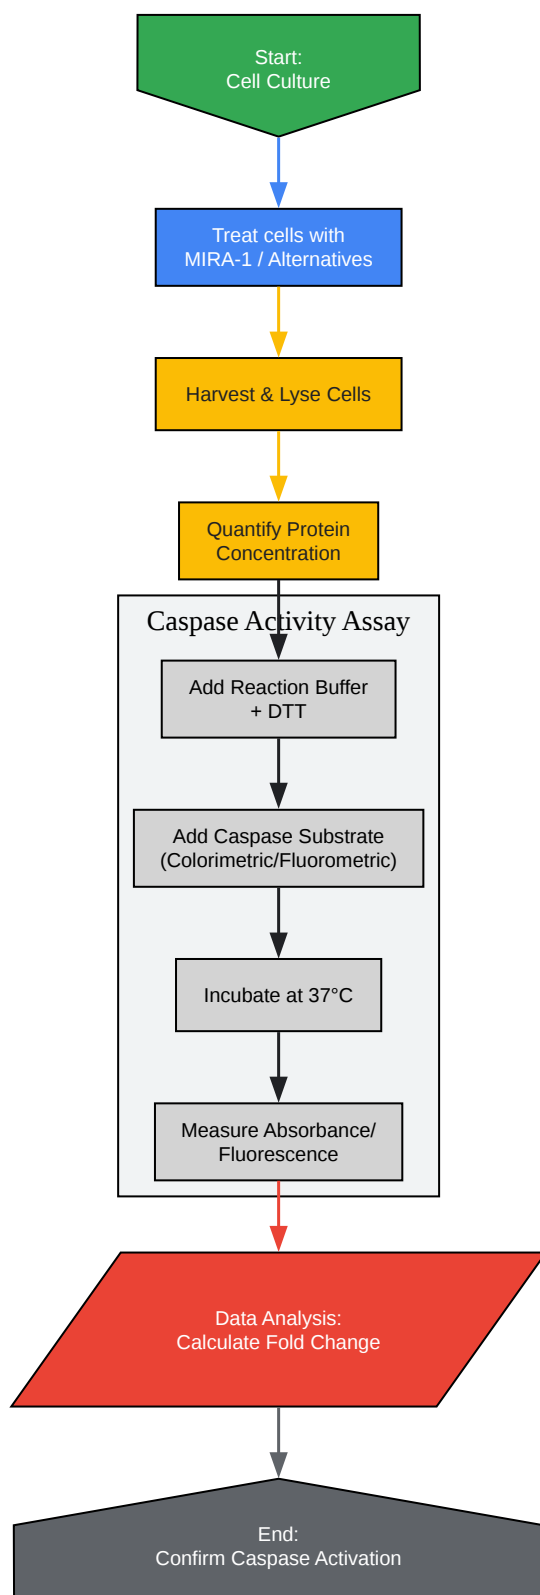 Start:
Cell Culture
Treat cells with
MIRA-1 / Alternatives
Harvest & Lyse Cells
Quantify Protein
Concentration
Caspase Activity Assay
Add Reaction Buffer
+ DTT
Add Caspase Substrate
(Colorimetric/Fluorometric)
Incubate at 37°C
Measure Absorbance/
Fluorescence
Data Analysis:
Calculate Fold Change
End:
Confirm Caspase Activation